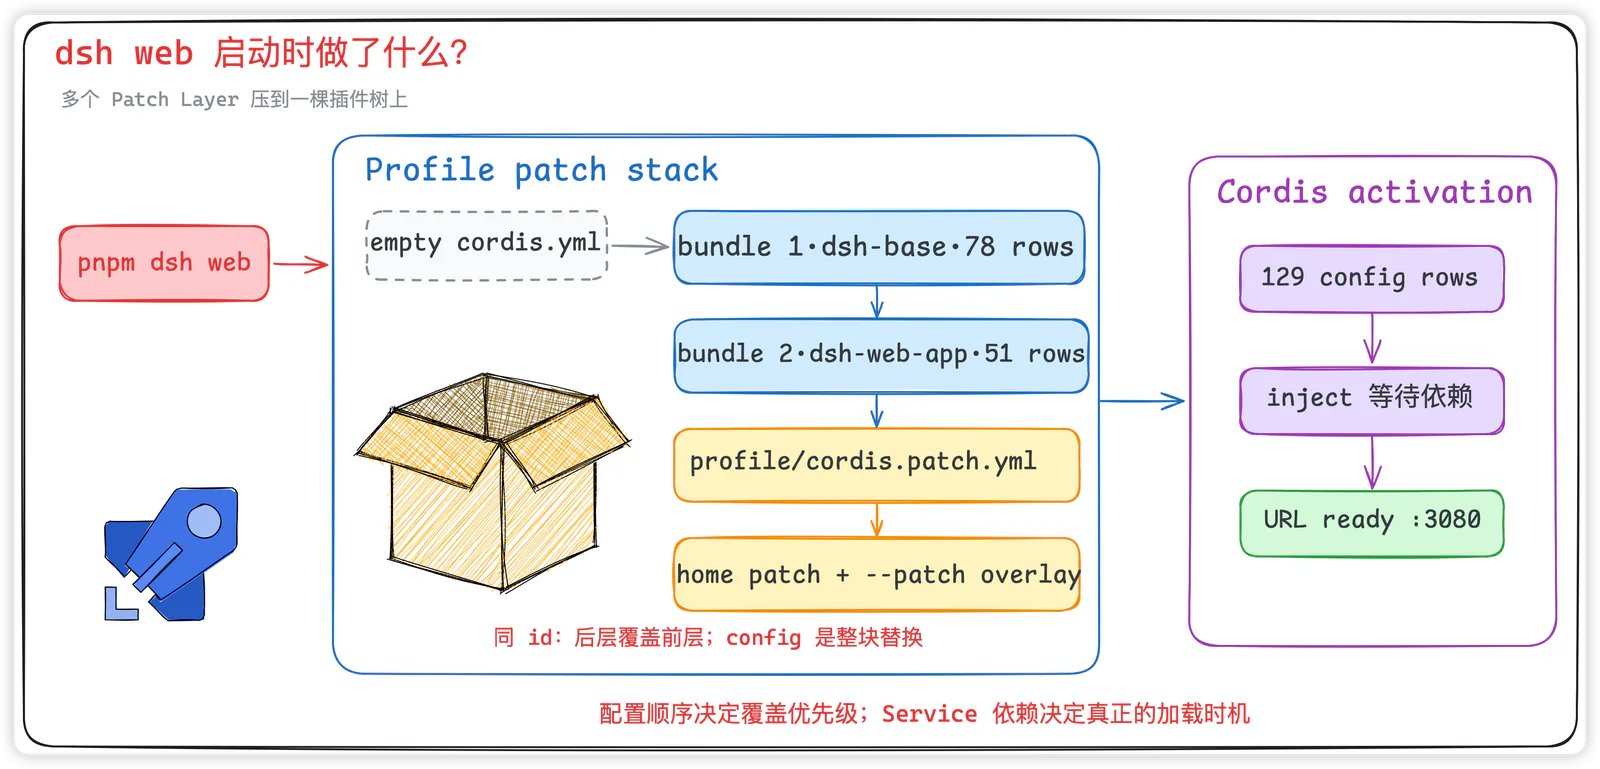 dsh web 启动时做了什么?
多个 Patch Layer 压到一棵插件树上
pnpm dsh web
Profile patch stack
empty cordis.yml
bundle 1·dsh-base·78 rows
bundle 2·dsh-web-app·51 rows
profile/cordis.patch.yml
home patch + --patch overlay
同 id: 后层覆盖前层; config 是整块替换
Cordis activation
129 config rows
inject 等待依赖
URL ready :3080
配置顺序决定覆盖优先级; Service 依赖决定真正的加载时机